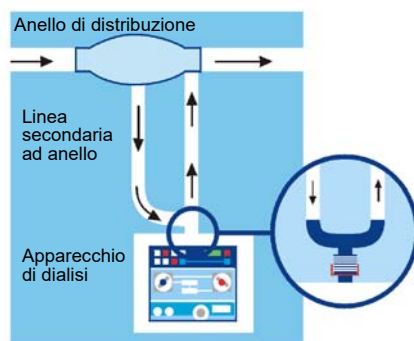 Anello di distribuzione
Linea
secondaria
ad anello
Apparecchio
di dialisi